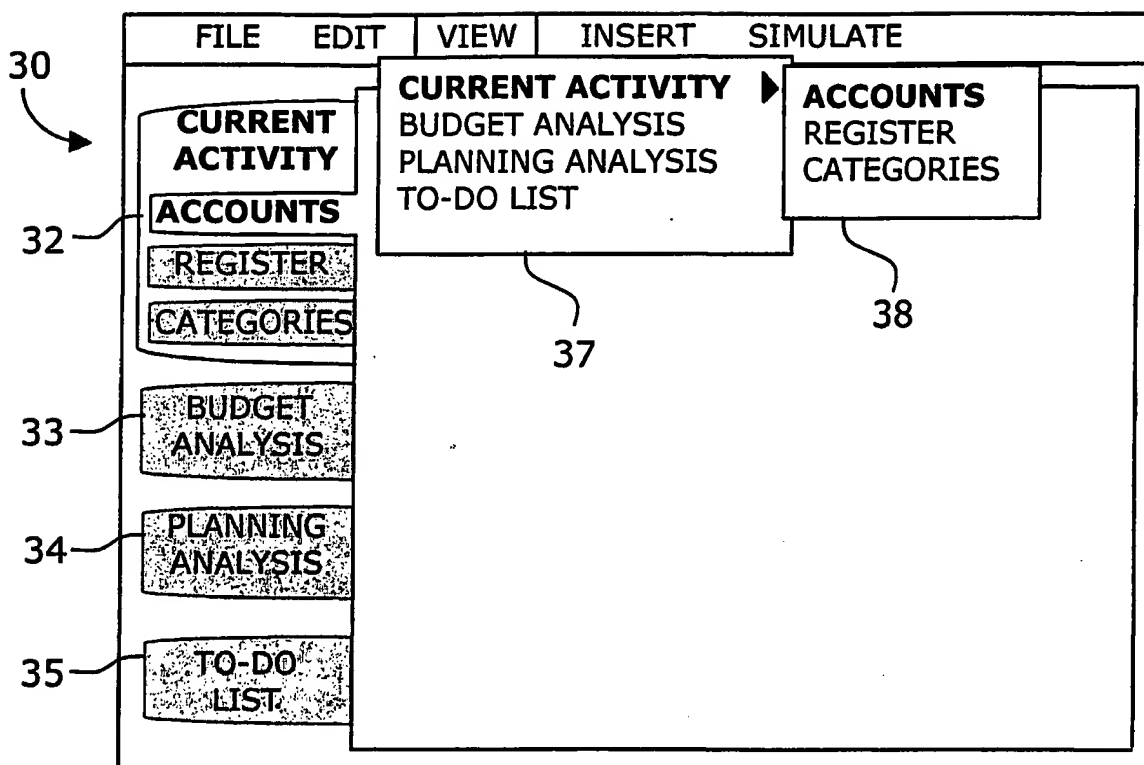 FILE EDIT VIEW INSERT SIMULATE
30
CURRENT
ACTIVITY
ACCOUNTS
REGISTER
CATEGORIES
32
BUDGET
ANALYSIS
33
PLANNING
ANALYSIS
34
TO-DO
LIST
35
CURRENT ACTIVITY
BUDGET ANALYSIS
PLANNING ANALYSIS
TO-DO LIST
37
ACCOUNTS
REGISTER
CATEGORIES
38